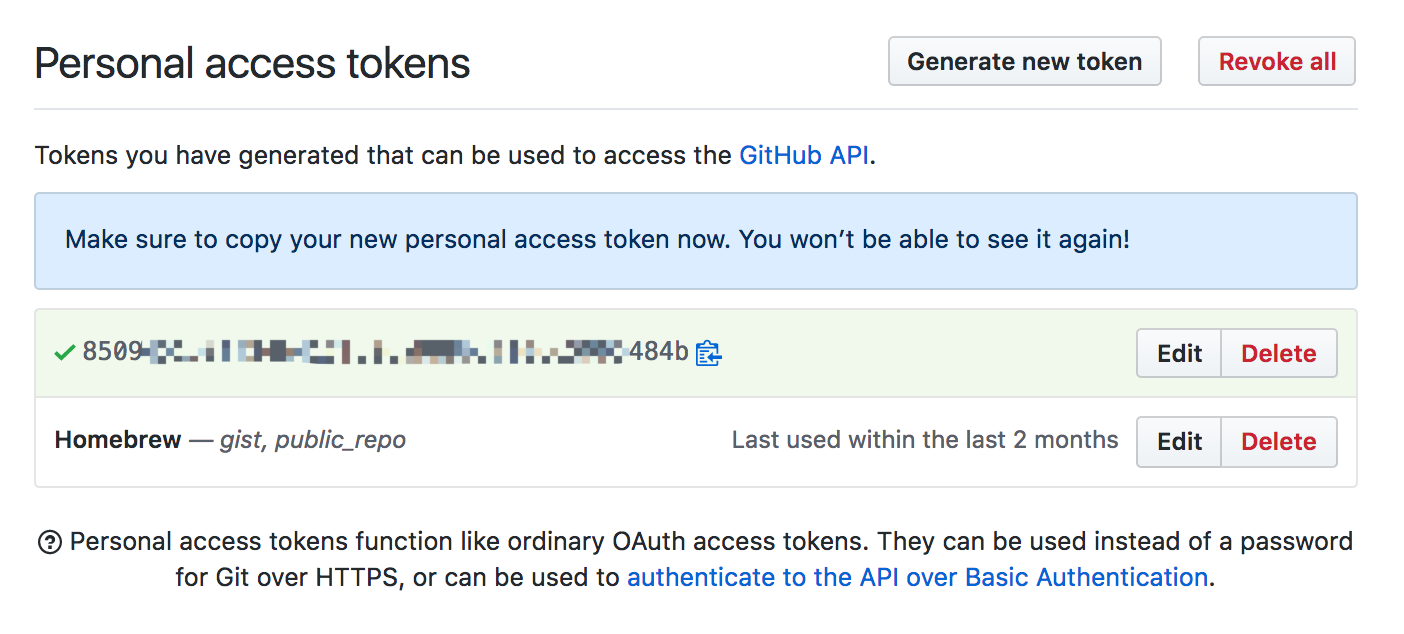 Personal access tokens
Generate new token
Revoke all
Tokens you have generated that can be used to access the GitHub API.
Make sure to copy your new personal access token now. You won’t be able to see it again!
8509 484b
Edit
Delete
Homebrew — gist, public_repo
Last used within the last 2 months
Edit
Delete
Personal access tokens function like ordinary OAuth access tokens. They can be used instead of a password
for Git over HTTPS, or can be used to authenticate to the API over Basic Authentication.